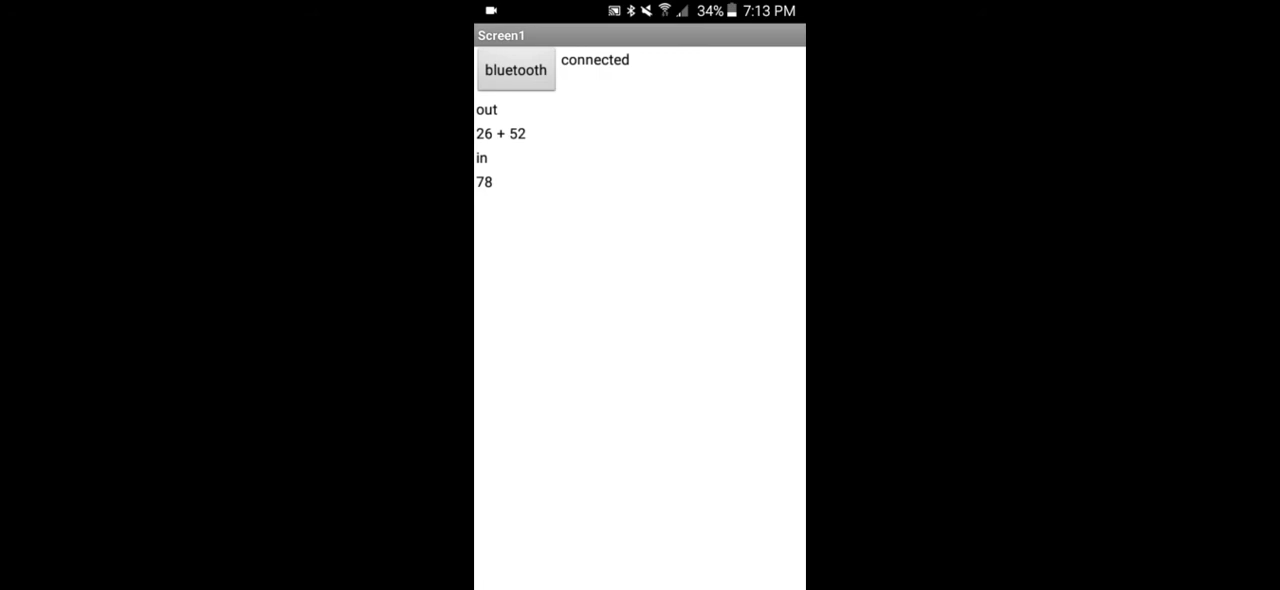 34% 7:13 PM
Screen1
bluetooth connected
out
26 + 52
in
78